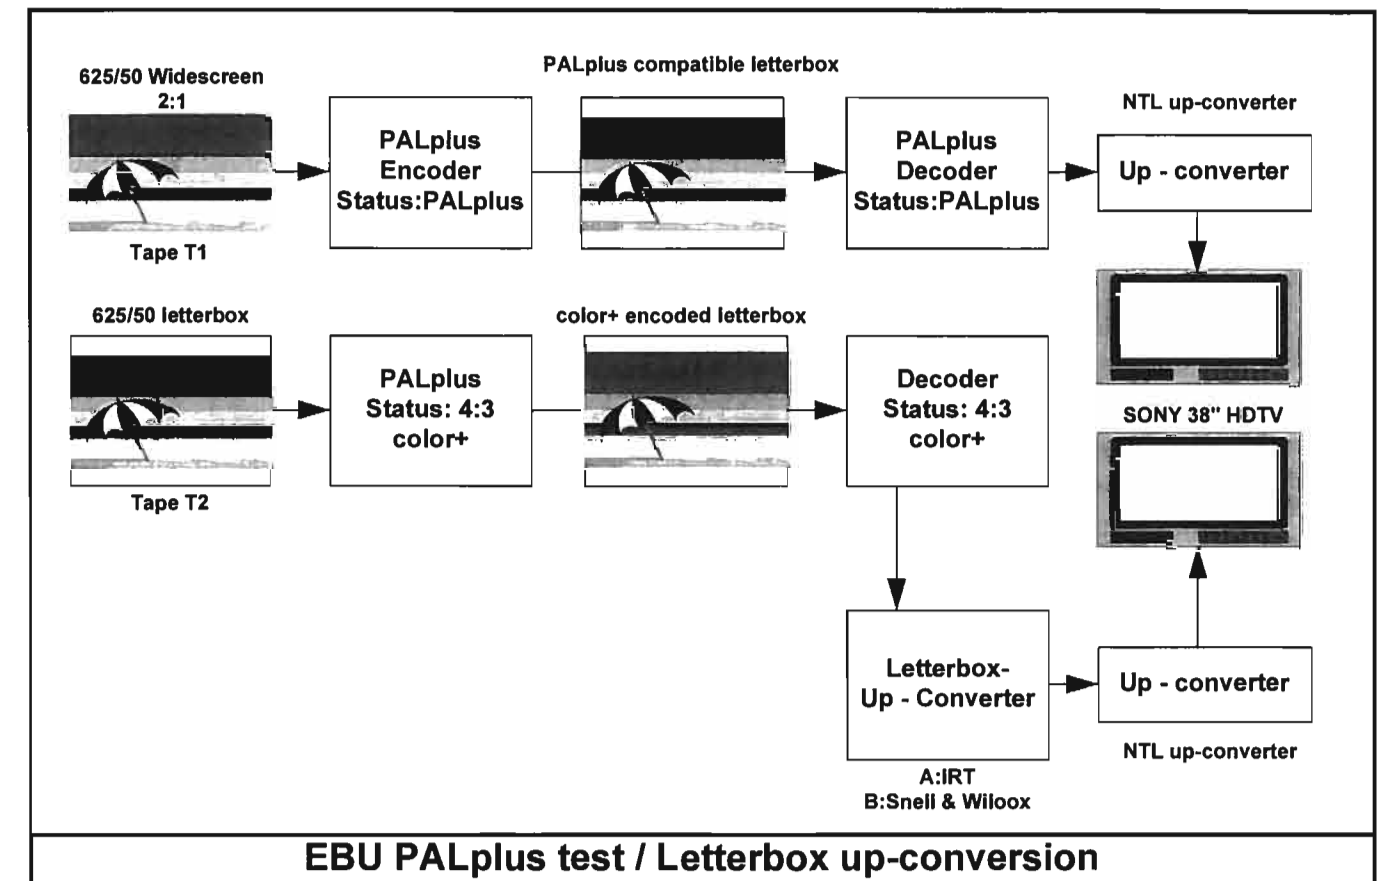 625/50 Widescreen
2:1
Tape T1
PALplus
Encoder
Status:PALplus
PALplus compatible letterbox
PALplus
Decoder
Status:PALplus
NTL up-converter
Up - converter
625/50 letterbox
Tape T2
PALplus
Status: 4:3
color+
color+ encoded letterbox
Decoder
Status: 4:3
color+
SONY 38" HDTV
Letterbox-
Up - Converter
A:IRT
B:Snell & Wiloox
Up - converter
NTL up-converter
EBU PALplus test / Letterbox up-conversion